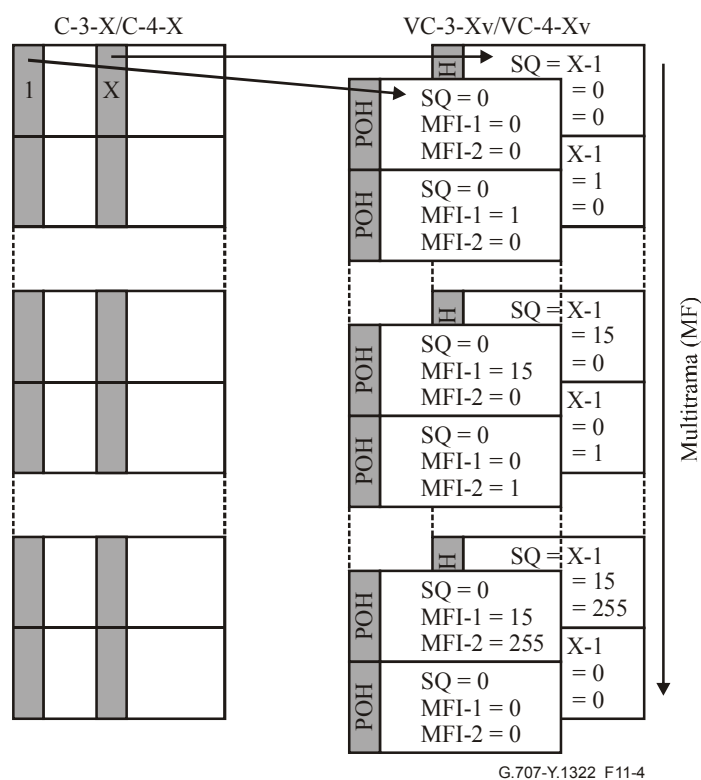 C-3-X/C-4-X
VC-3-Xv/VC-4-Xv
1
X
H
SQ = X-1
= 0
= 0
POH
SQ = 0
MFI-1 = 0
MFI-2 = 0
X-1
= 1
= 0
POH
SQ = 0
MFI-1 = 1
MFI-2 = 0
H
SQ = X-1
= 15
= 0
POH
SQ = 0
MFI-1 = 15
MFI-2 = 0
X-1
= 0
= 1
POH
SQ = 0
MFI-1 = 0
MFI-2 = 1
H
SQ = X-1
= 15
= 255
POH
SQ = 0
MFI-1 = 15
MFI-2 = 255
X-1
= 0
= 0
POH
SQ = 0
MFI-1 = 0
MFI-2 = 0
Multitrama (MF)
G.707-Y.1322_F11-4